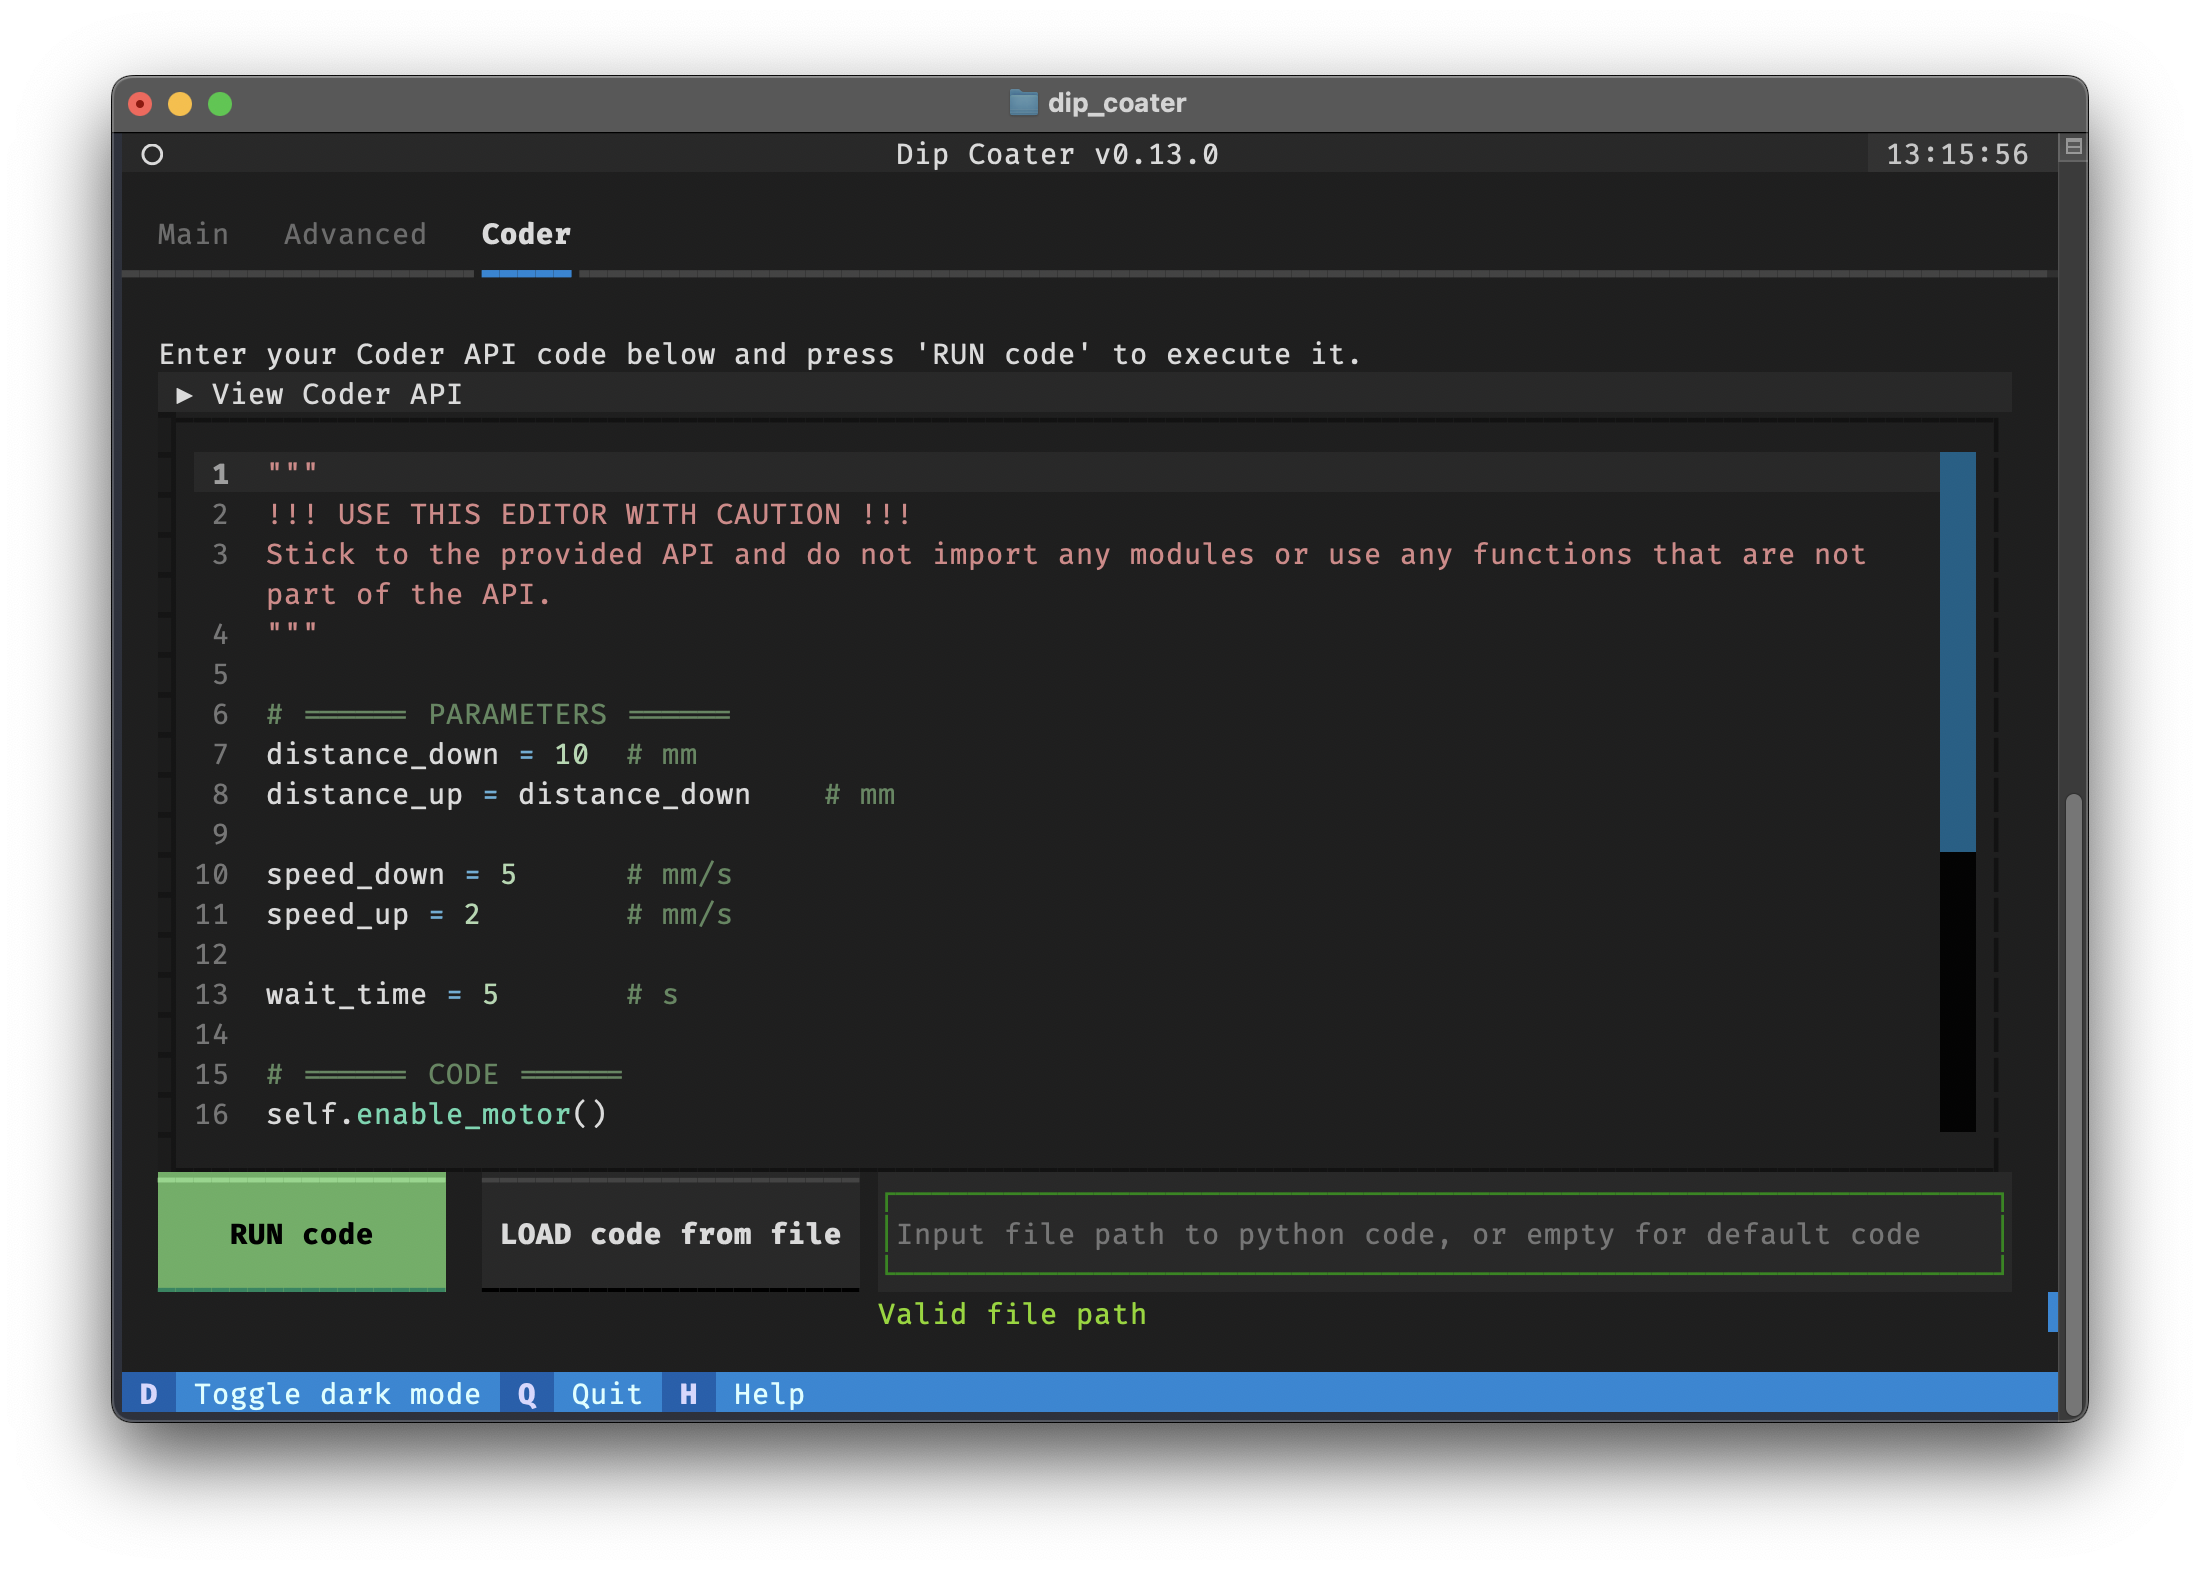 dip_coater
Dip Coater v0.13.0
13:15:56
Main Advanced Coder
Enter your Coder API code below and press 'RUN code' to execute it.
▶ View Coder API
1 """
2 !!! USE THIS EDITOR WITH CAUTION !!!
3 Stick to the provided API and do not import any modules or use any functions that are not
part of the API.
4 """
5
6 # ====== PARAMETERS ======
7 distance_down = 10  # mm
8 distance_up = distance_down    # mm
9
10 speed_down = 5      # mm/s
11 speed_up = 2        # mm/s
12
13 wait_time = 5       # s
14
15 # ====== CODE ======
16 self.enable_motor()
RUN code
LOAD code from file
Input file path to python code, or empty for default code
Valid file path
D Toggle dark mode Q Quit H Help